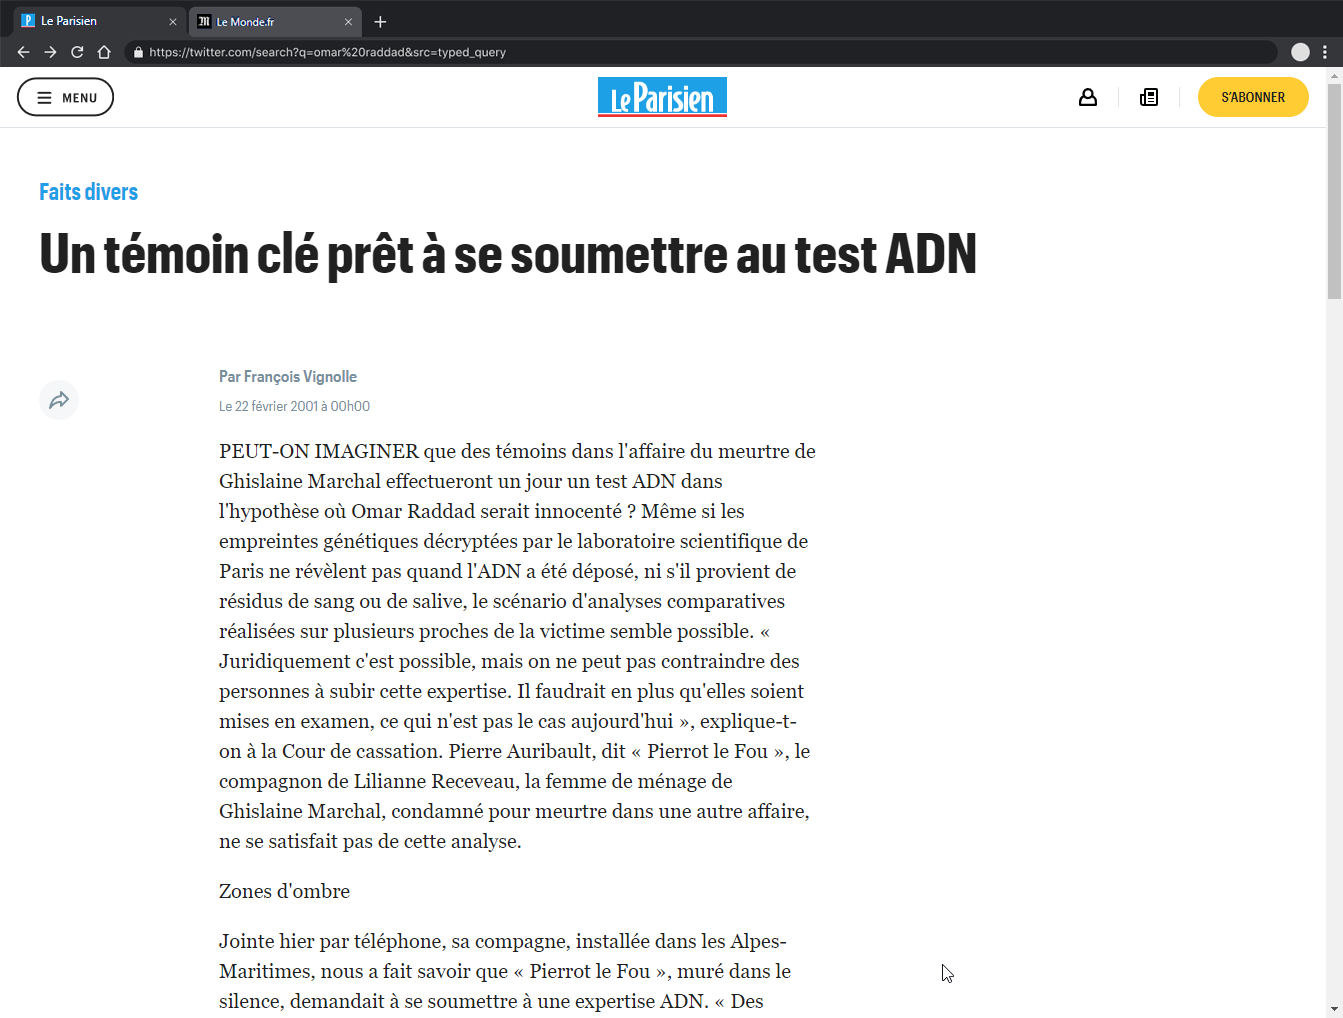 Le Parisien
Le Monde.fr
https://twitter.com/search?q=omar%20raddad&src=typed_query
MENU
Le Parisien
S'ABONNER
Faits divers
Un témoin clé prêt à se soumettre au test ADN
Par François Vignolle
Le 22 février 2001 à 00h00
PEUT-ON IMAGINER que des témoins dans l'affaire du meurtre de
Ghislaine Marchal effectueront un jour un test ADN dans
l'hypothèse où Omar Raddad serait innocenté ? Même si les
empreintes génétiques décryptées par le laboratoire scientifique de
Paris ne révèlent pas quand l'ADN a été déposé, ni s'il provient de
résidus de sang ou de salive, le scénario d'analyses comparatives
réalisées sur plusieurs proches de la victime semble possible. «
Juridiquement c'est possible, mais on ne peut pas contraindre des
personnes à subir cette expertise. Il faudrait en plus qu'elles soient
mises en examen, ce qui n'est pas le cas aujourd'hui », explique-t-
on à la Cour de cassation. Pierre Auribault, dit « Pierrot le Fou », le
compagnon de Lilianne Receveau, la femme de ménage de
Ghislaine Marchal, condamné pour meurtre dans une autre affaire,
ne se satisfait pas de cette analyse.
Zones d'ombre
Jointe hier par téléphone, sa compagne, installée dans les Alpes-
Maritimes, nous a fait savoir que « Pierrot le Fou », muré dans le
silence, demandait à se soumettre à une expertise ADN. « Des